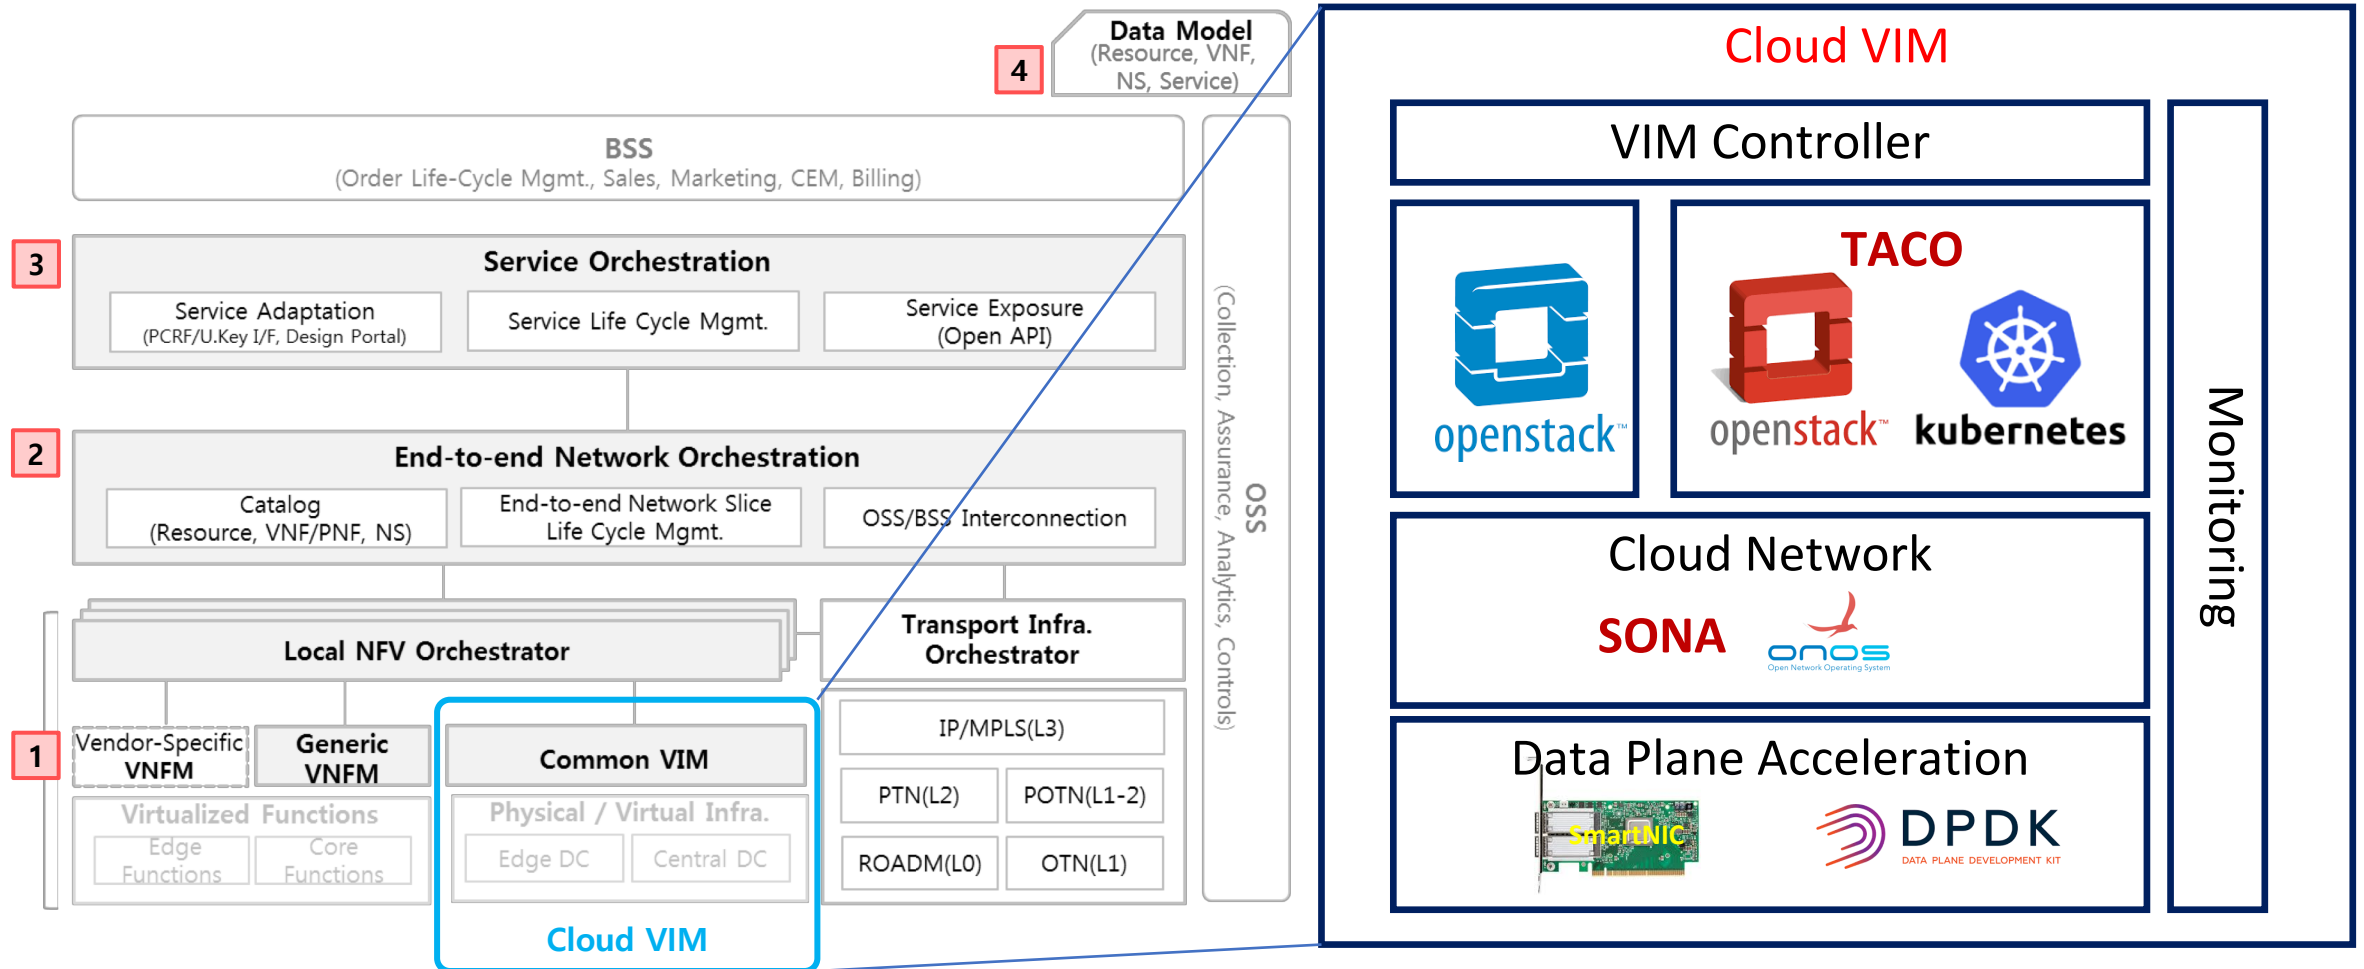 Data Model
(Resource, VNF,
NS, Service)
4
BSS
(Order Life-Cycle Mgmt., Sales, Marketing, CEM, Billing)
3
Service Orchestration
Service Adaptation
(PCRF/U.Key I/F, Design Portal)
Service Life Cycle Mgmt.
Service Exposure
(Open API)
2
End-to-end Network Orchestration
Catalog
(Resource, VNF/PNF, NS)
End-to-end Network Slice
Life Cycle Mgmt.
OSS/BSS Interconnection
OSS
(Collection, Assurance, Analytics, Controls)
Local NFV Orchestrator
Transport Infra.
Orchestrator
1
Vendor-Specific
VNFM
Generic
VNFM
Common VIM
Virtualized Functions
Edge
Functions
Core
Functions
Physical / Virtual Infra.
Edge DC
Central DC
Cloud VIM
IP/MPLS(L3)
PTN(L2)
POTN(L1-2)
ROADM(L0)
OTN(L1)
Cloud VIM
VIM Controller
openstack™
TACO
openstack™
kubernetes
Cloud Network
SONA
onos
Open Network Operating System
Data Plane Acceleration
SmartNIC
DPDK
DATA PLANE DEVELOPMENT KIT
Monitoring